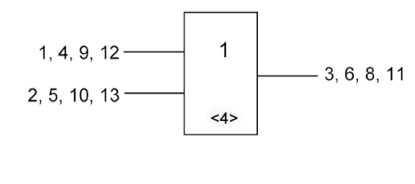 1, 4, 9, 12
1
2, 5, 10, 13
3, 6, 8, 11
<4>